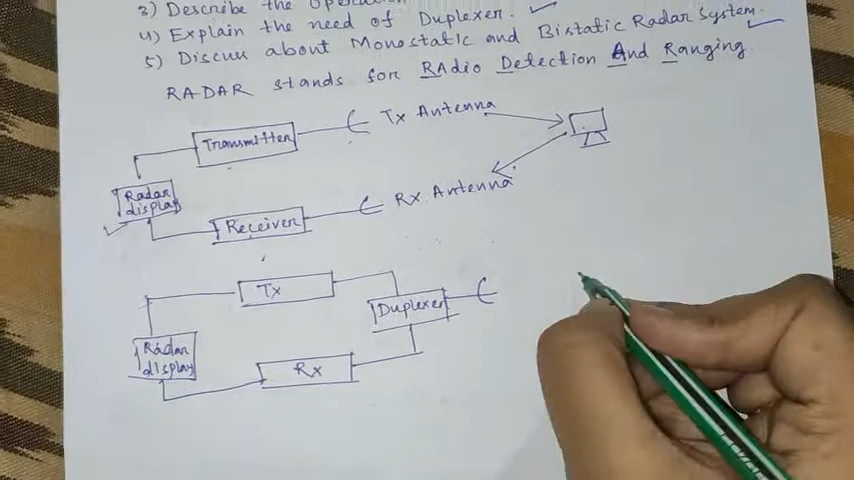 3) Describe the Operation
4) Explain the need of Duplexer.
5) Discuss about Monostatic and Bistatic Radar System.
RADAR stands for RAdio Detection And Ranging
Transmitter
Tx Antenna
Radar
display
Receiver
Rx Antenna
Tx
Duplexer
Radar
display
Rx